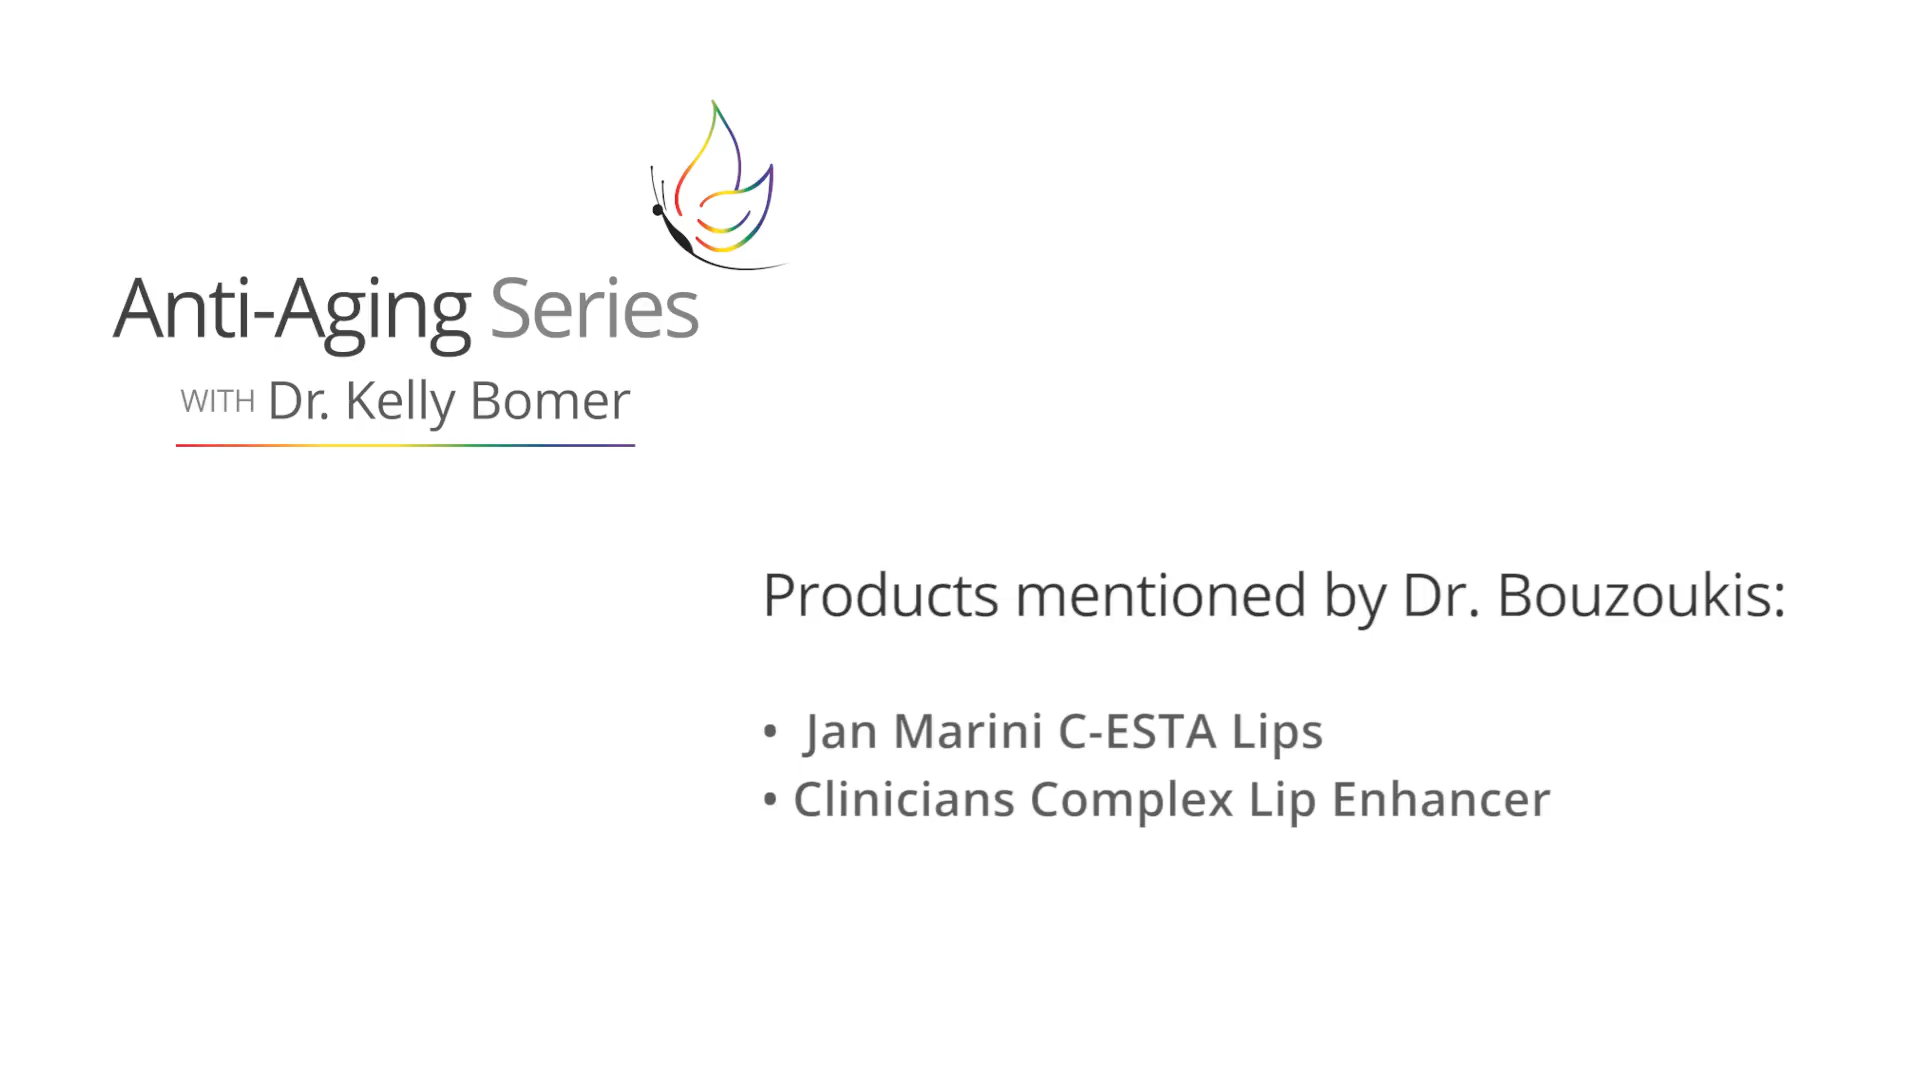 Anti-Aging Series
WITH Dr. Kelly Bomer
Products mentioned by Dr. Bouzoukis:
• Jan Marini C-ESTA Lips
• Clinicians Complex Lip Enhancer